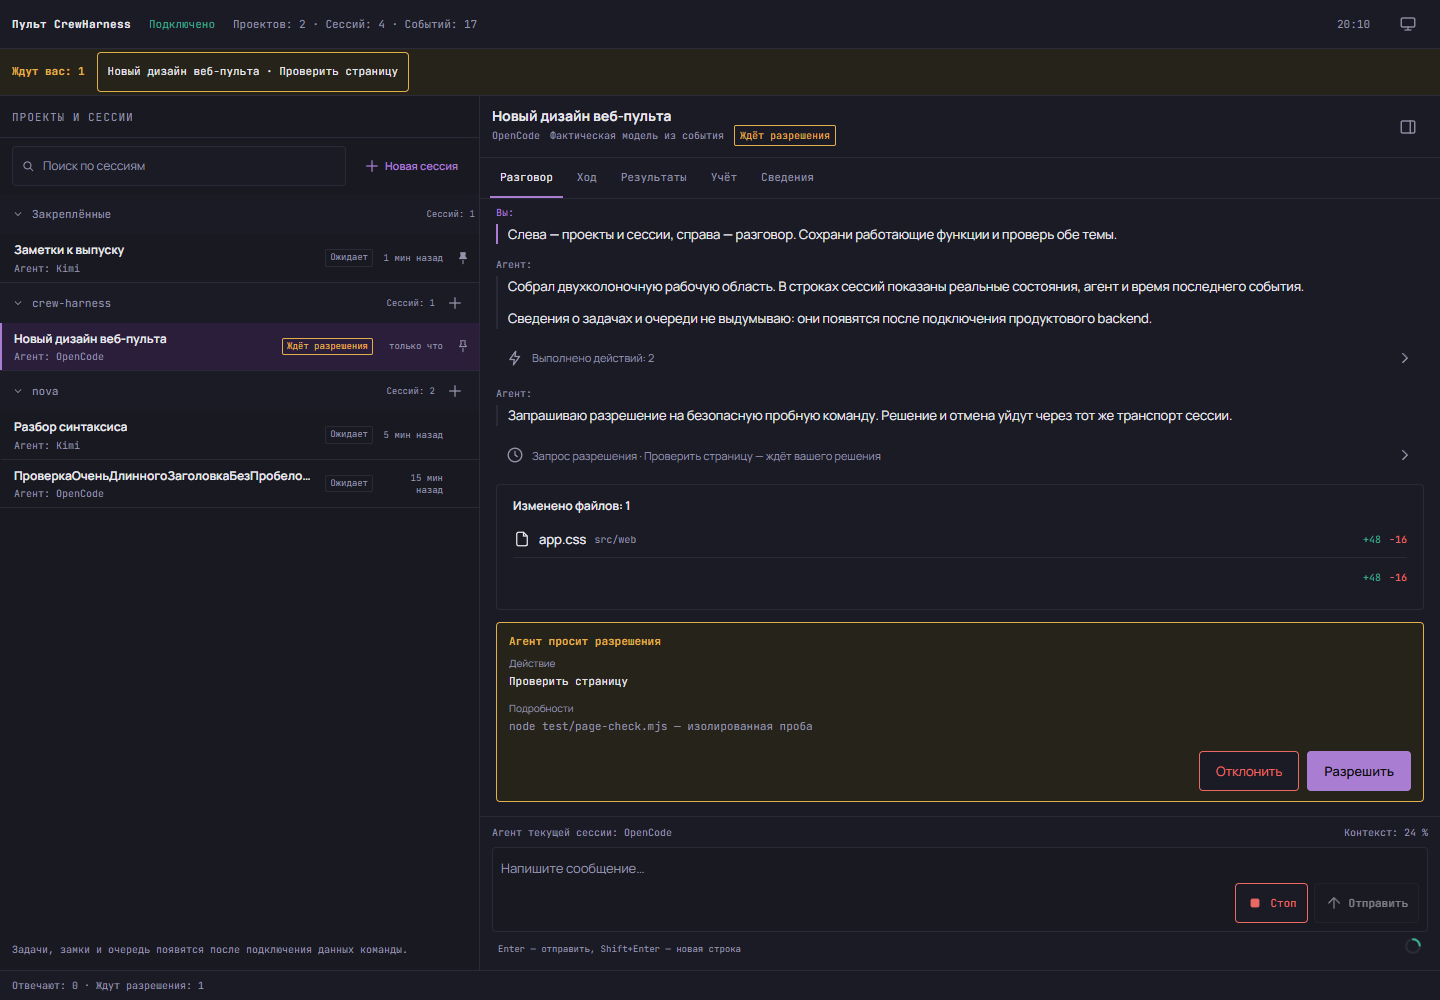 Пульт CrewHarness Подключено Проектов: 2 · Сессий: 4 · Событий: 17 20:10
Ждут вас: 1 Новый дизайн веб-пульта · Проверить страницу
ПРОЕКТЫ И СЕССИИ
Поиск по сессиям Новая сессия
Закреплённые Сессий: 1
Заметки к выпуску
Агент: Kimi Ожидает 1 мин назад
crew-harness Сессий: 1
Новый дизайн веб-пульта
Агент: OpenCode Ждёт разрешения только что
nova Сессий: 2
Разбор синтаксиса
Агент: Kimi Ожидает 5 мин назад
ПроверкаОченьДлинногоЗаголовкаБезПробело…
Агент: OpenCode Ожидает 15 мин
назад
Задачи, замки и очередь появятся после подключения данных команды.
Новый дизайн веб-пульта
OpenCode Фактическая модель из события Ждёт разрешения
Разговор Ход Результаты Учёт Сведения
Вы:
Слева — проекты и сессии, справа — разговор. Сохрани работающие функции и проверь обе темы.
Агент:
Собрал двухколоночную рабочую область. В строках сессий показаны реальные состояния, агент и время последнего события.
Сведения о задачах и очереди не выдумываю: они появятся после подключения продуктового backend.
Выполнено действий: 2
Агент:
Запрашиваю разрешение на безопасную пробную команду. Решение и отмена уйдут через тот же транспорт сессии.
Запрос разрешения · Проверить страницу — ждёт вашего решения
Изменено файлов: 1
app.css src/web +48 -16
+48 -16
Агент просит разрешения
Действие
Проверить страницу
Подробности
node test/page-check.mjs — изолированная проба
Отклонить Разрешить
Агент текущей сессии: OpenCode Контекст: 24 %
Напишите сообщение…
Стоп Отправить
Enter — отправить, Shift+Enter — новая строка
Отвечают: 0 · Ждут разрешения: 1